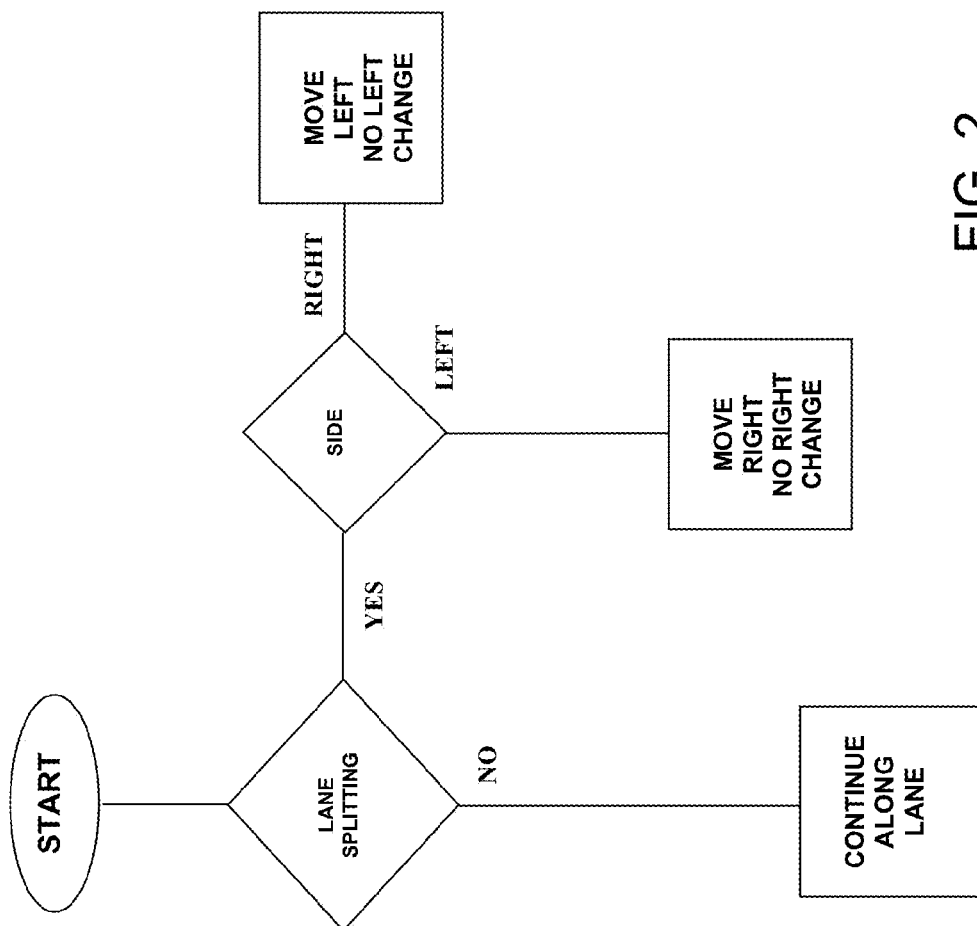 START
LANE
SPLITTING
YES
NO
SIDE
RIGHT
LEFT
MOVE
LEFT
NO LEFT
CHANGE
MOVE
RIGHT
NO RIGHT
CHANGE
CONTINUE
ALONG
LANE
FIG. 2